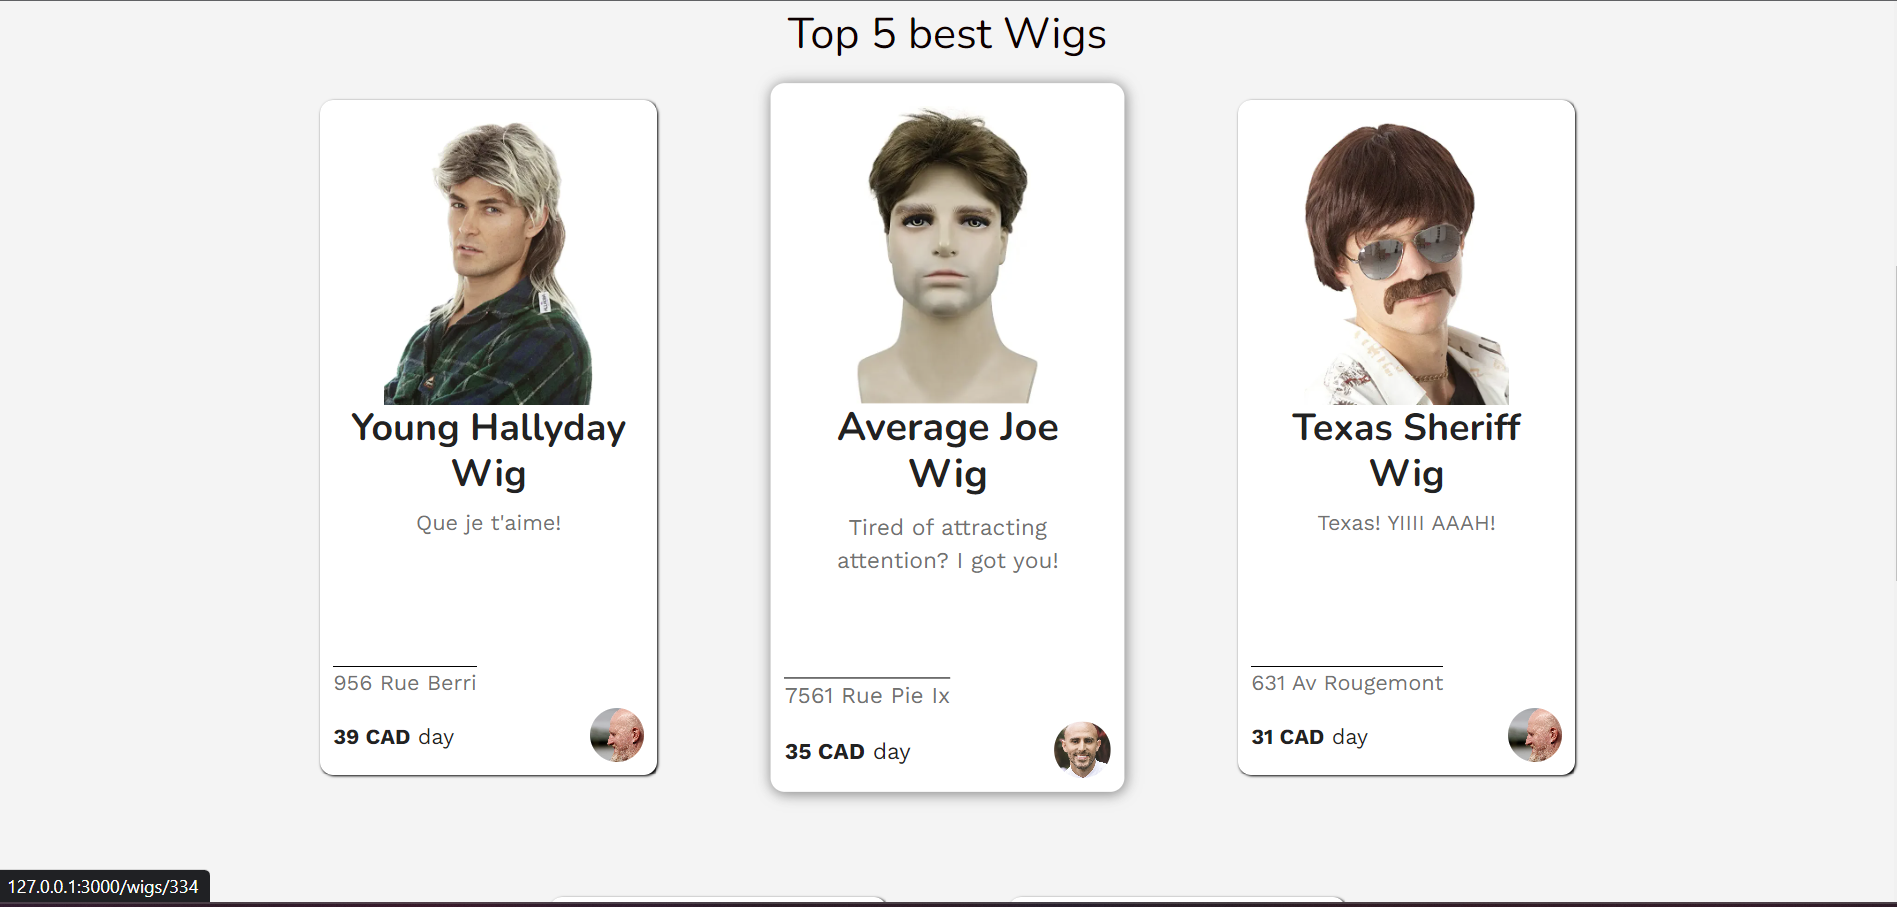 Top 5 best Wigs
Young Hallyday
Wig
Que je t'aime!
956 Rue Berri
39 CAD day
Average Joe
Wig
Tired of attracting
attention? I got you!
7561 Rue Pie Ix
35 CAD day
Texas Sheriff
Wig
Texas! YIIII AAAH!
631 Av Rougemont
31 CAD day
127.0.0.1:3000/wigs/334